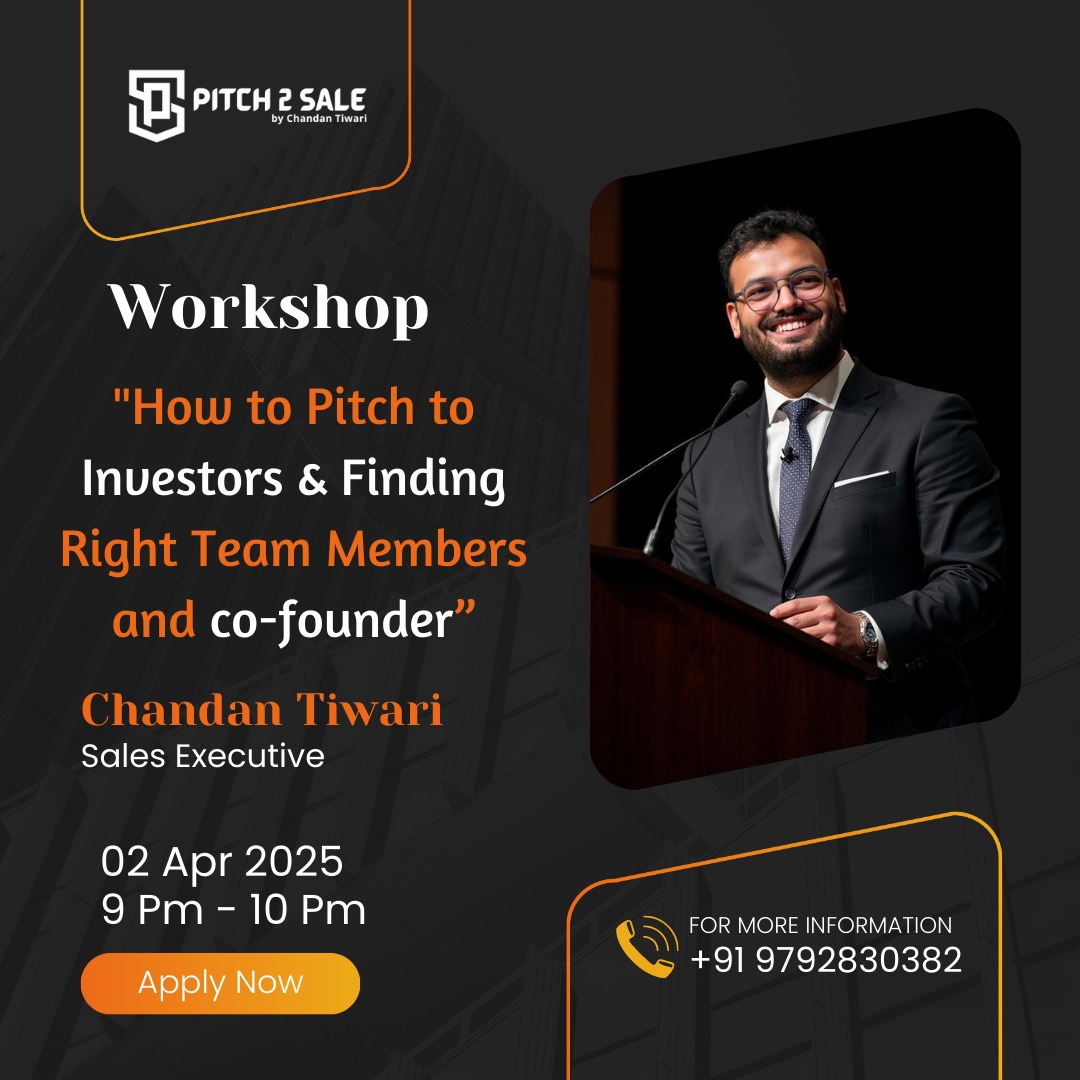 PITCH 2 SALE
by Chandan Tiwari
Workshop
"How to Pitch to
Investors & Finding
Right Team Members
and co-founder”
Chandan Tiwari
Sales Executive
02 Apr 2025
9 Pm - 10 Pm
Apply Now
FOR MORE INFORMATION
+91 9792830382